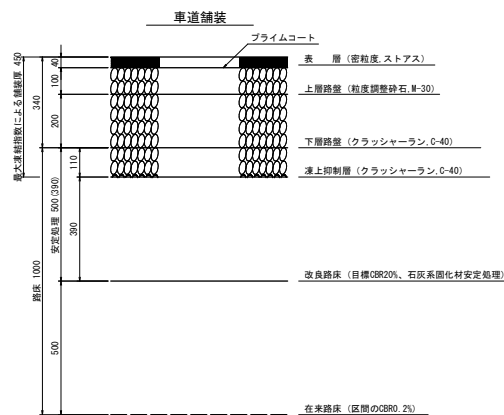 車道舗装
プライムコート
表　層（密粒度,ストアス）
上層路盤（粒度調整砕石,M-30）
下層路盤（クラッシャーラン,C-40）
凍上抑制層（クラッシャーラン,C-40）
改良路床（目標CBR20%、石灰系固化材安定処理）
在来路床（区間のCBR0.2%）
最大凍結指数による舗装厚 450
340
路床 1000
安定処理 500(390)
40
100
200
110
390
500